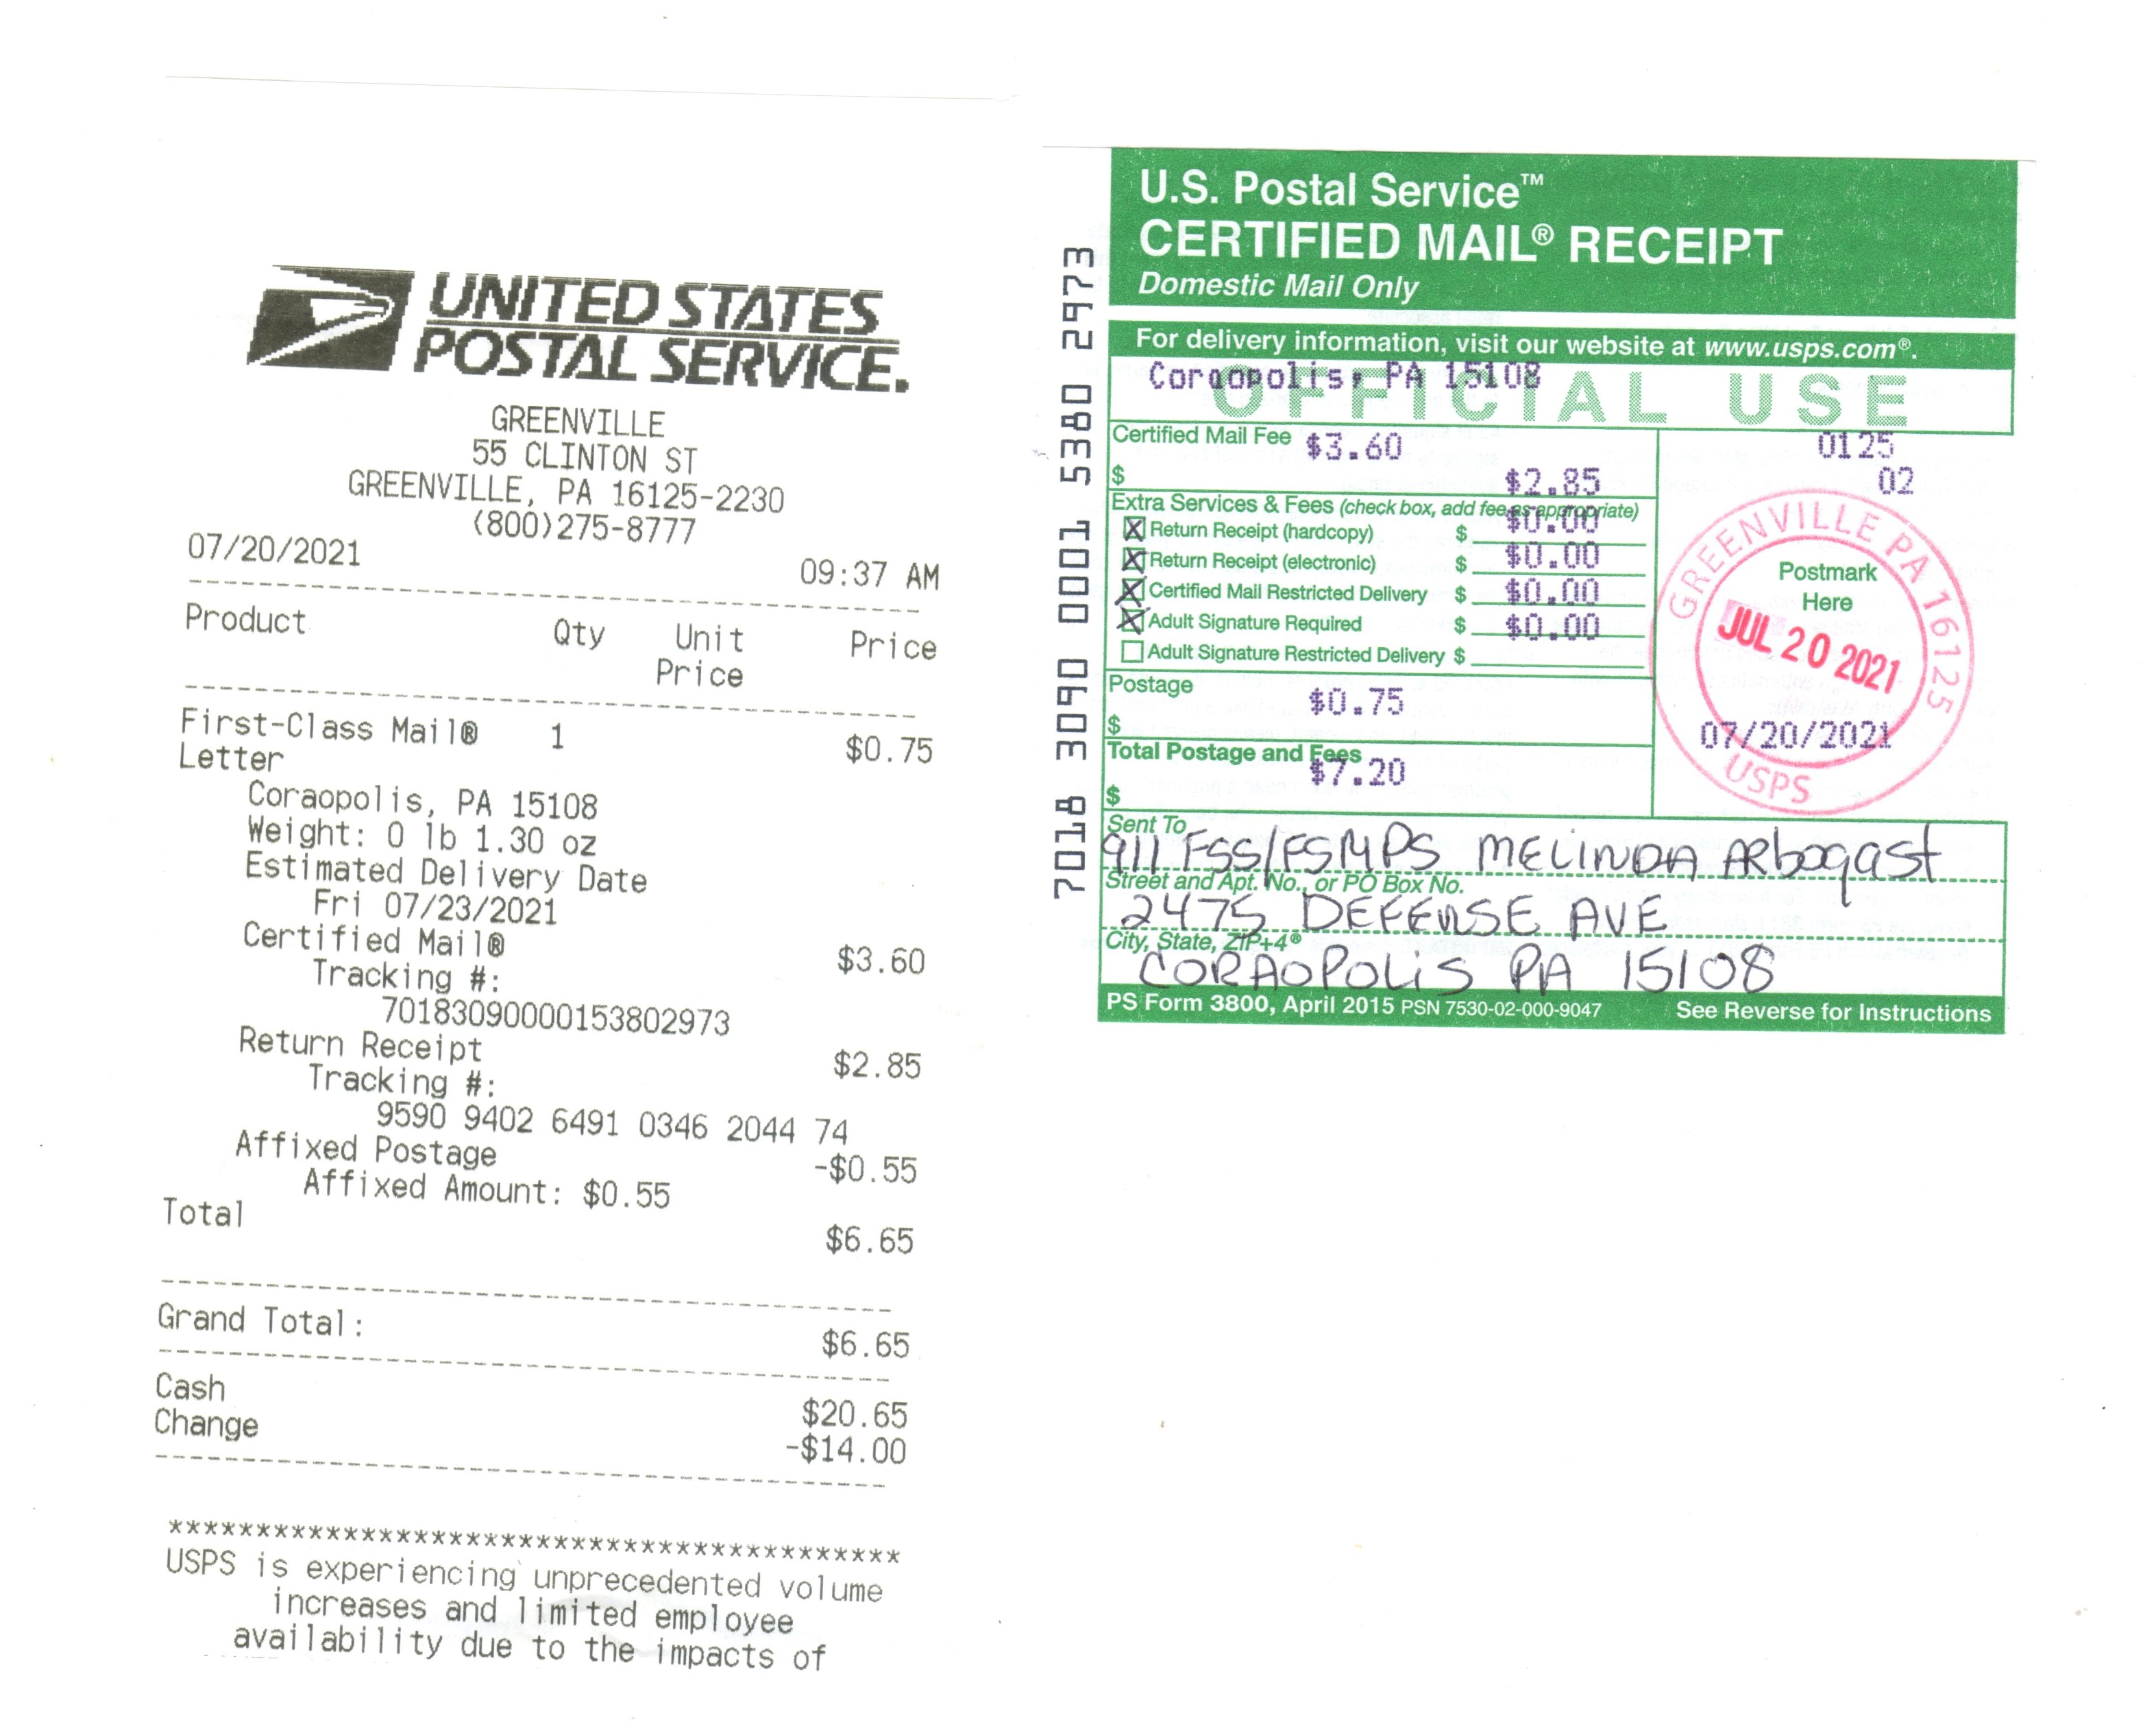 UNITED STATES
POSTAL SERVICE.
GREENVILLE
55 CLINTON ST
GREENVILLE, PA 16125-2230
(800)275-8777
07/20/2021 09:37 AM
Product Qty Unit Price
Price
First-Class Mail® 1 $0.75
Letter
Coraopolis, PA 15108
Weight: 0 lb 1.30 oz
Estimated Delivery Date
Fri 07/23/2021
Certified Mail® $3.60
Tracking #:
70183090000153802973
Return Receipt $2.85
Tracking #:
9590 9402 6491 0346 2044 74
Affixed Postage -$0.55
Affixed Amount: $0.55
Total $6.65
Grand Total: $6.65
Cash $20.65
Change -$14.00
******************************************
USPS is experiencing unprecedented volume
increases and limited employee
availability due to the impacts of
7018 3090 0001 5380 2973
U.S. Postal Service™
CERTIFIED MAIL® RECEIPT
Domestic Mail Only
For delivery information, visit our website at www.usps.com®.
Coraopolis, PA 15108
OFFICIAL USE
Certified Mail Fee $3.60
$ $2.85
Extra Services & Fees (check box, add fee as appropriate)
$0.00
X Return Receipt (hardcopy) $
X Return Receipt (electronic) $ $0.00
X Certified Mail Restricted Delivery $ $0.00
X Adult Signature Required $ $0.00
Adult Signature Restricted Delivery $
Postage $0.75
$
Total Postage and Fees $7.20
$
0125
02
GREENVILLE PA 16125
Postmark
Here
JUL 20 2021
07/20/2021
USPS
Sent To
911 FSS/FSMPS MELINDA ARbogast
Street and Apt. No., or PO Box No.
2475 DEFENSE AVE
City, State, ZIP+4®
CORAOPOLiS PA 15108
PS Form 3800, April 2015 PSN 7530-02-000-9047 See Reverse for Instructions